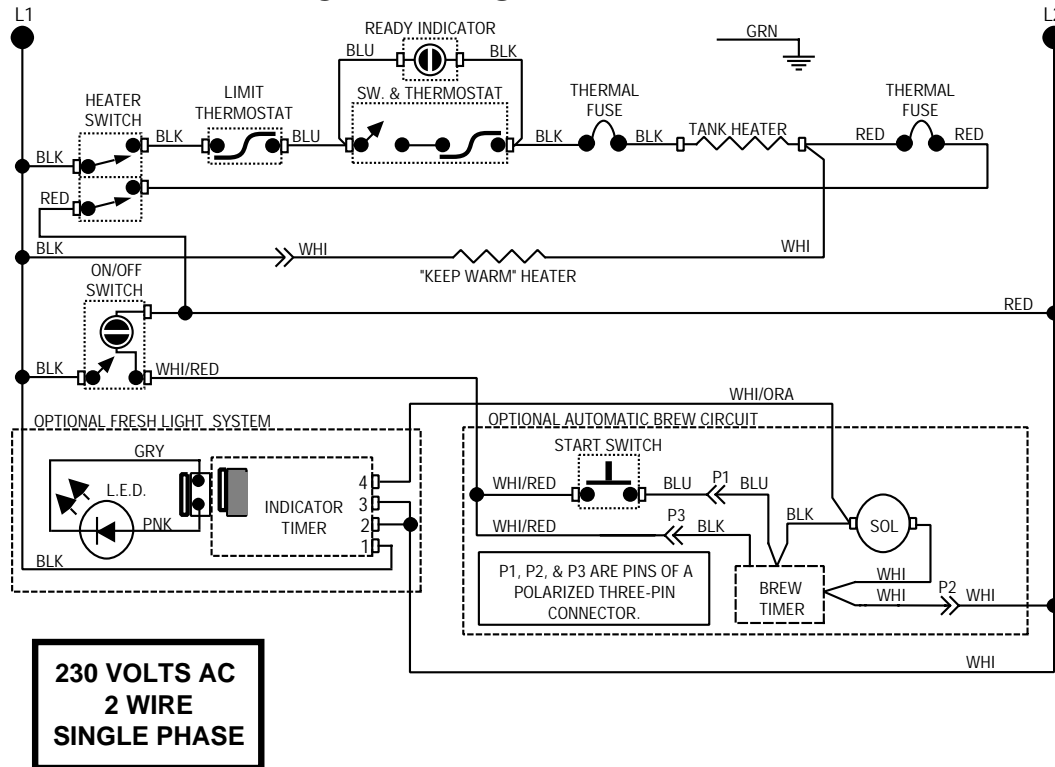 L1
L2
READY INDICATOR
BLU
BLK
GRN
HEATER
SWITCH
LIMIT
THERMOSTAT
SW. & THERMOSTAT
THERMAL
FUSE
THERMAL
FUSE
BLK
BLU
BLK
BLK
TANK HEATER
RED
RED
BLK
RED
BLK
WHI
WHI
"KEEP WARM" HEATER
ON/OFF
SWITCH
RED
BLK
WHI/RED
WHI/ORA
OPTIONAL FRESH LIGHT SYSTEM
OPTIONAL AUTOMATIC BREW CIRCUIT
GRY
START SWITCH
L.E.D.
PNK
INDICATOR
TIMER
4
3
2
1
BLK
WHI/RED
BLU
P1
BLU
WHI/RED
P3
BLK
BLK
SOL
P1, P2, & P3 ARE PINS OF A
POLARIZED THREE-PIN
CONNECTOR.
BREW
TIMER
WHI
WHI
P2
WHI
WHI
230 VOLTS AC
2 WIRE
SINGLE PHASE